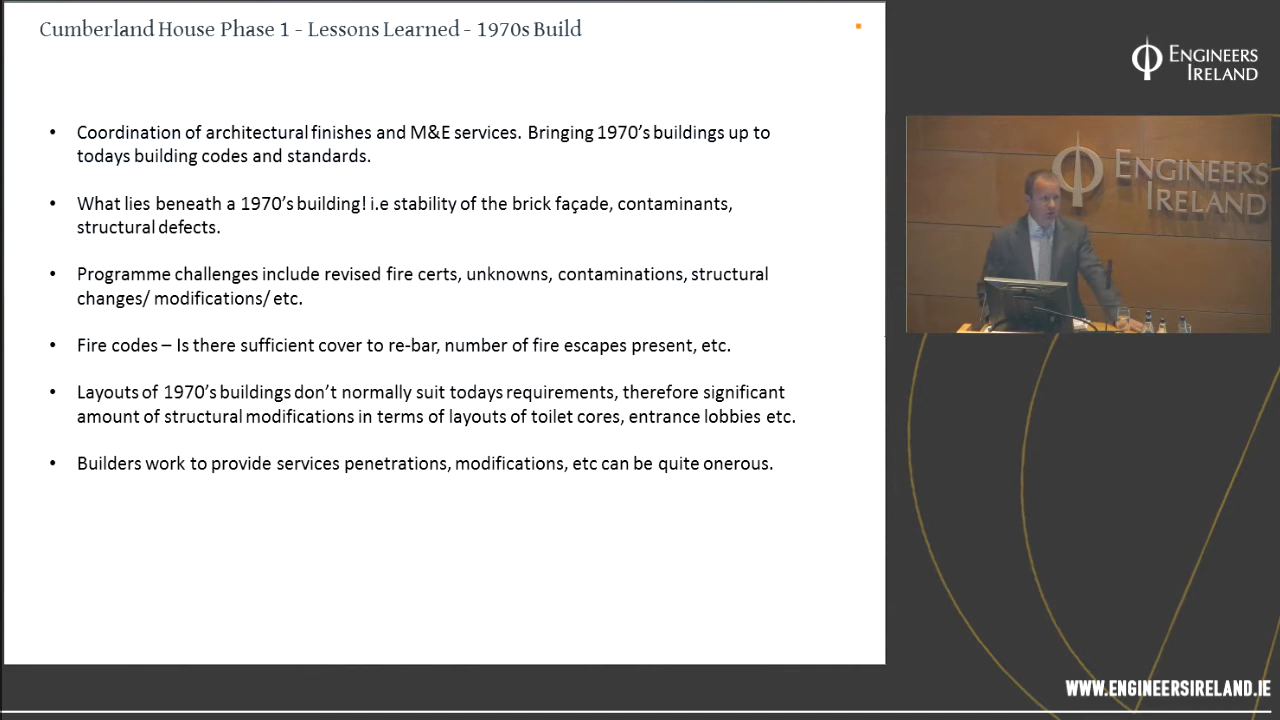 Cumberland House Phase 1 - Lessons Learned - 1970s Build
• Coordination of architectural finishes and M&E services. Bringing 1970's buildings up to
todays building codes and standards.
• What lies beneath a 1970's building! i.e stability of the brick façade, contaminants,
structural defects.
• Programme challenges include revised fire certs, unknowns, contaminations, structural
changes/ modifications/ etc.
• Fire codes – Is there sufficient cover to re-bar, number of fire escapes present, etc.
• Layouts of 1970's buildings don't normally suit todays requirements, therefore significant
amount of structural modifications in terms of layouts of toilet cores, entrance lobbies etc.
• Builders work to provide services penetrations, modifications, etc can be quite onerous.
ENGINEERS
IRELAND
ENGINEERS
IRELAND
WWW.ENGINEERSIRELAND.IE